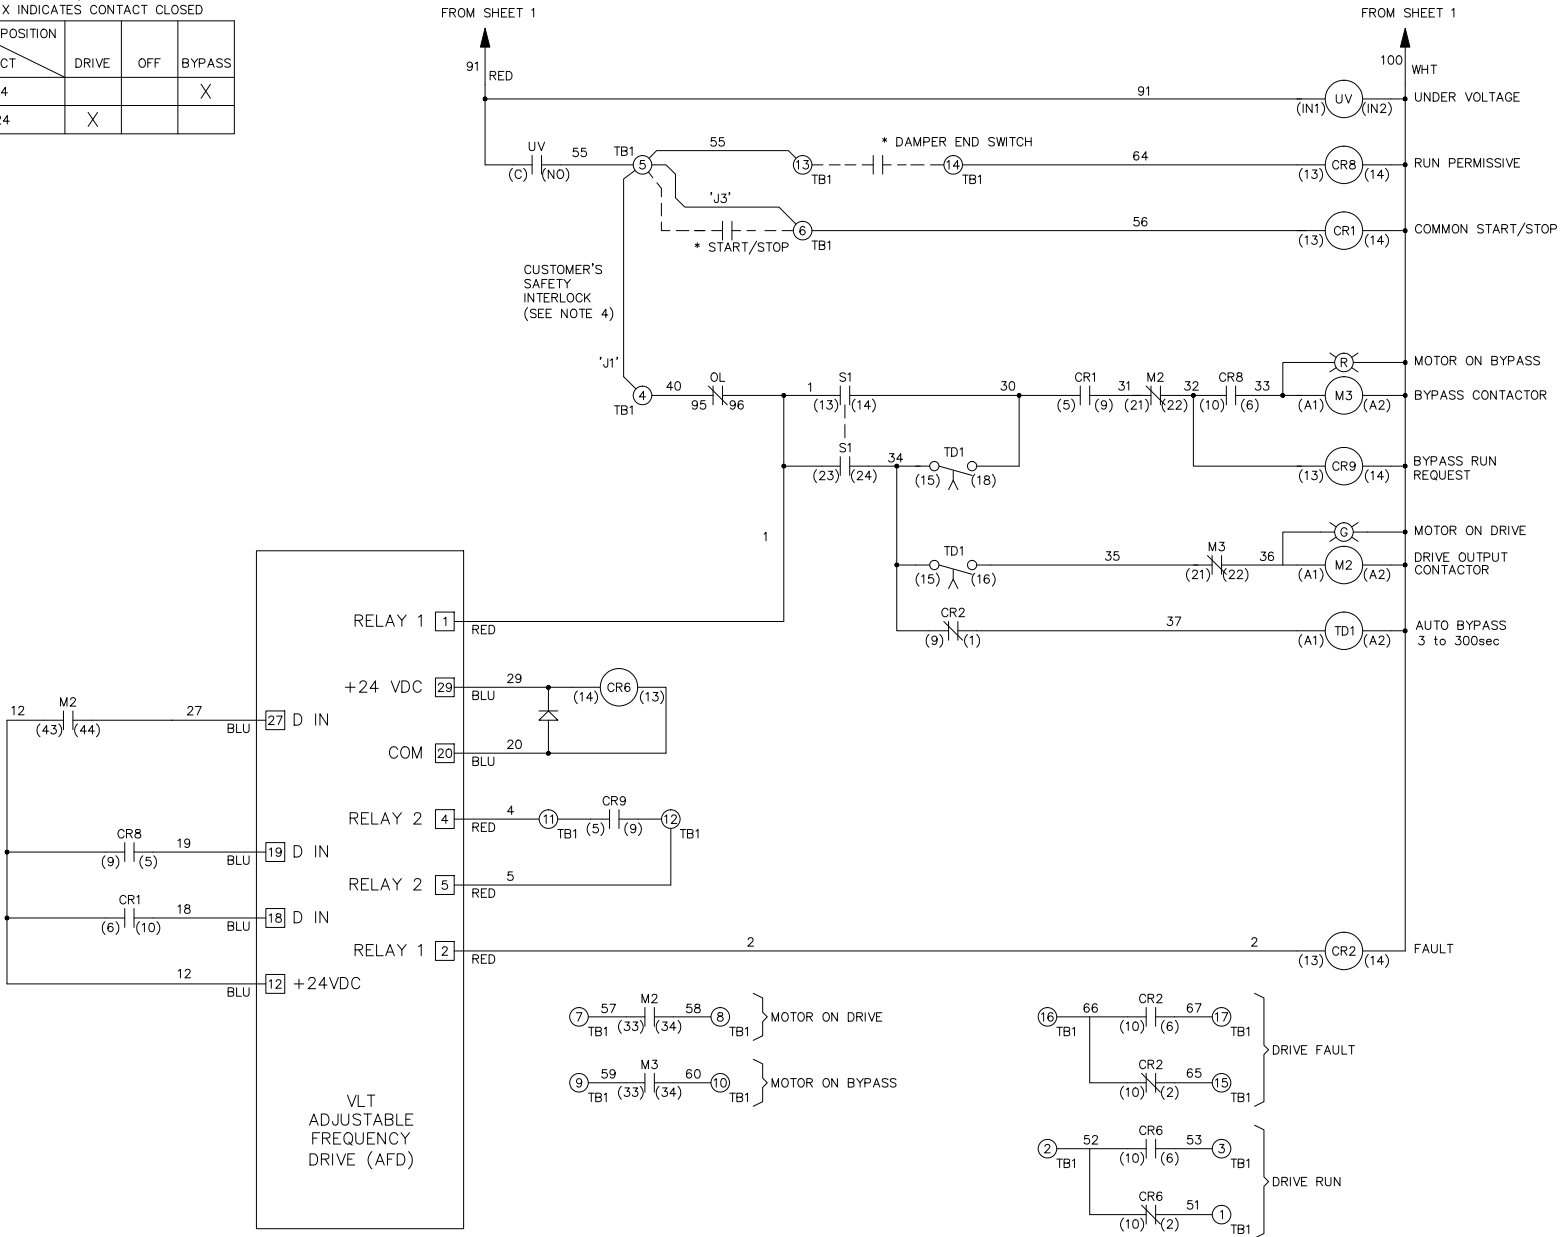 X INDICATES CONTACT CLOSED
POSITION
CT DRIVE OFF BYPASS
4 X
24 X
FROM SHEET 1
FROM SHEET 1
91 RED
100 WHT
91
(IN1) UV (IN2) UNDER VOLTAGE
UV
(C) (NO)
55
TB1
5
55
13
TB1
* DAMPER END SWITCH
14
TB1
64
(13) CR8 (14) RUN PERMISSIVE
'J3'
* START/STOP
6
TB1
56
(13) CR1 (14) COMMON START/STOP
CUSTOMER'S
SAFETY
INTERLOCK
(SEE NOTE 4)
'J1'
R MOTOR ON BYPASS
TB1
4
40
OL
95 96
1
S1
(13) (14)
30
CR1
(5) (9)
31
M2
(21) (22)
32
CR8
(10) (6)
33
(A1) M3 (A2) BYPASS CONTACTOR
S1
(23) (24)
34
TD1
(15) (18)
(13) CR9 (14) BYPASS RUN
REQUEST
1
G MOTOR ON DRIVE
TD1
(15) (16)
35
M3
(21) (22)
36
(A1) M2 (A2) DRIVE OUTPUT
CONTACTOR
CR2
(9) (1)
37
(A1) TD1 (A2) AUTO BYPASS
3 to 300sec
RELAY 1 1 RED
+24 VDC 29 BLU
29
(14) CR6 (13)
12
M2
(43) (44)
27
BLU
27 D IN
COM 20 BLU
20
RELAY 2 4 RED
4
11
TB1
CR9
(5) (9)
12
TB1
CR8
(9) (5)
19
BLU
19 D IN
RELAY 2 5 RED
5
CR1
(6) (10)
18
BLU
18 D IN
RELAY 1 2 RED
2
2
(13) CR2 (14) FAULT
12
BLU
12 +24VDC
7
TB1
57
M2
(33) (34)
58
8
TB1
MOTOR ON DRIVE
9
TB1
59
M3
(33) (34)
60
10
TB1
MOTOR ON BYPASS
16
TB1
66
CR2
(10) (6)
67
17
TB1
CR2
(10) (2)
65
15
TB1
DRIVE FAULT
2
TB1
52
CR6
(10) (6)
53
3
TB1
CR6
(10) (2)
51
1
TB1
DRIVE RUN
VLT
ADJUSTABLE
FREQUENCY
DRIVE (AFD)